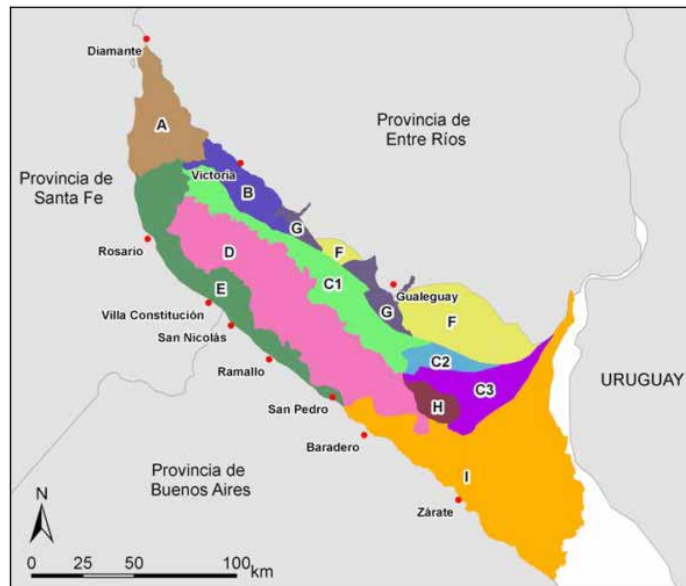 Diamante
A
Provincia de
Entre Ríos
Provincia de
Santa Fe
Victoria
B
G
F
Rosario
D
C1
E
G
Gualeguay
F
Villa Constitución
San Nicolás
C2
Ramallo
C3
URUGUAY
San Pedro
H
Baradero
Provincia de
Buenos Aires
I
Zárate
N
0 25 50 100
km